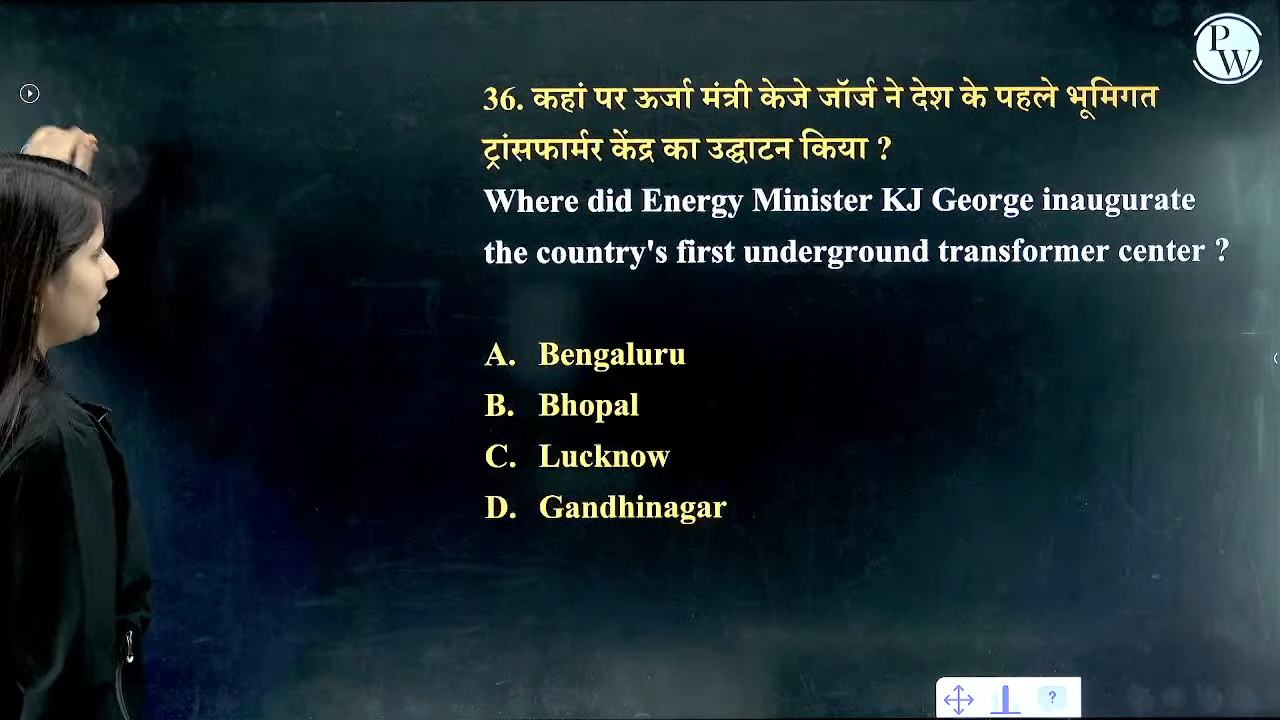 PW
36. कहां पर ऊर्जा मंत्री केजे जॉर्ज ने देश के पहले भूमिगत
ट्रांसफार्मर केंद्र का उद्घाटन किया ?
Where did Energy Minister KJ George inaugurate
the country's first underground transformer center ?
A. Bengaluru
B. Bhopal
C. Lucknow
D. Gandhinagar
?